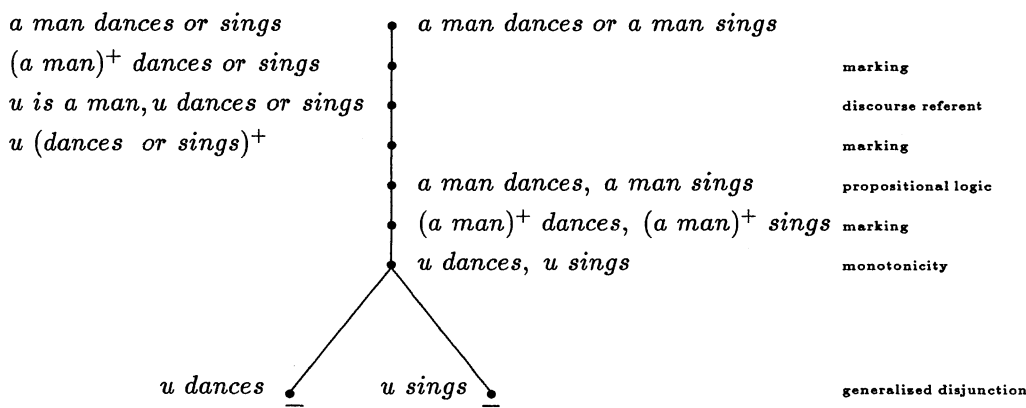 a man dances or sings a man dances or a man sings
(a man)⁺ dances or sings marking
u is a man, u dances or sings discourse referent
u (dances or sings)⁺ marking
a man dances, a man sings propositional logic
(a man)⁺ dances, (a man)⁺ sings marking
u dances, u sings monotonicity
u dances u sings generalised disjunction